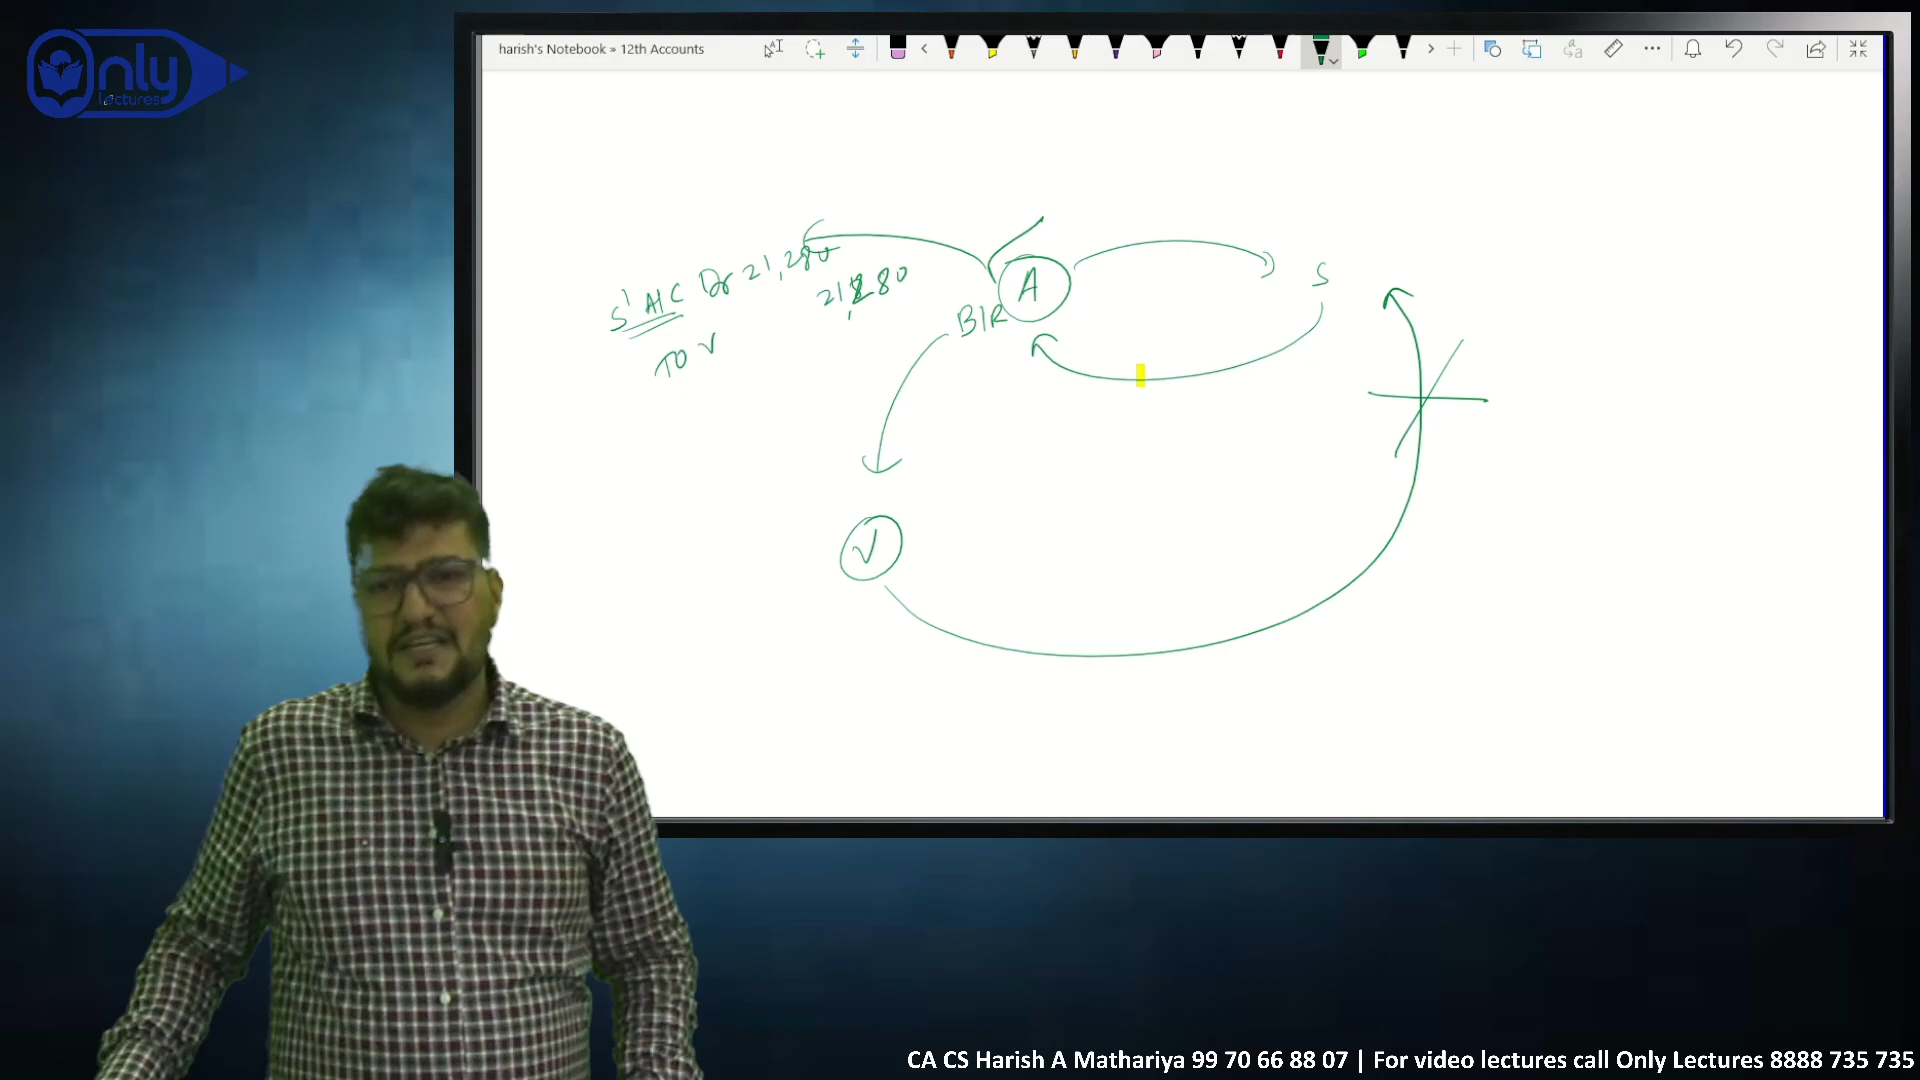 Only
lectures
harish's Notebook » 12th Accounts
S' A/C Dr 21,280
21,280
TO V
B/R
A
S
V
CA CS Harish A Mathariya 99 70 66 88 07 | For video lectures call Only Lectures 8888 735 735